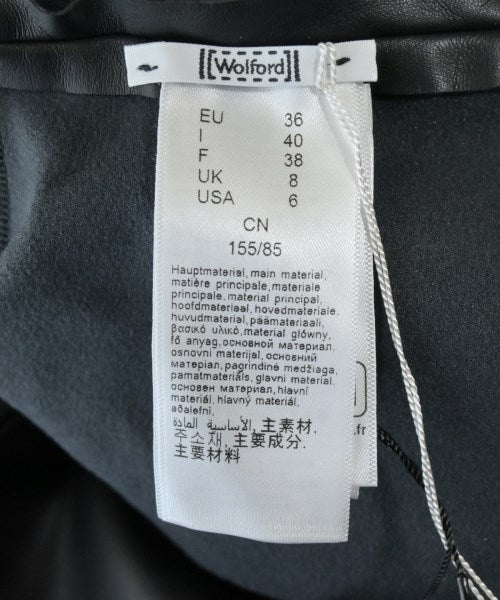 [Wolford]
EU 36
I 40
F 38
UK 8
USA 6
CN
155/85
Hauptmaterial, main material,
matière principale, materiale
principale, material principal,
hoofdmateriaal, hovedmateriale,
huvudmaterial, päämateriaali,
βασικό υλικό, materiał główny,
fő anyag, основной материал,
osnovni materijal, основний
матеріал, pagrindinė medžiaga,
pamatmateriāls, glavni material,
основен материал, hlavní
materiál, hlavný materiál,
aðalefni,
المادة الأساسية, 主素材,
주소재, 主要成分,
主要材料
.fr